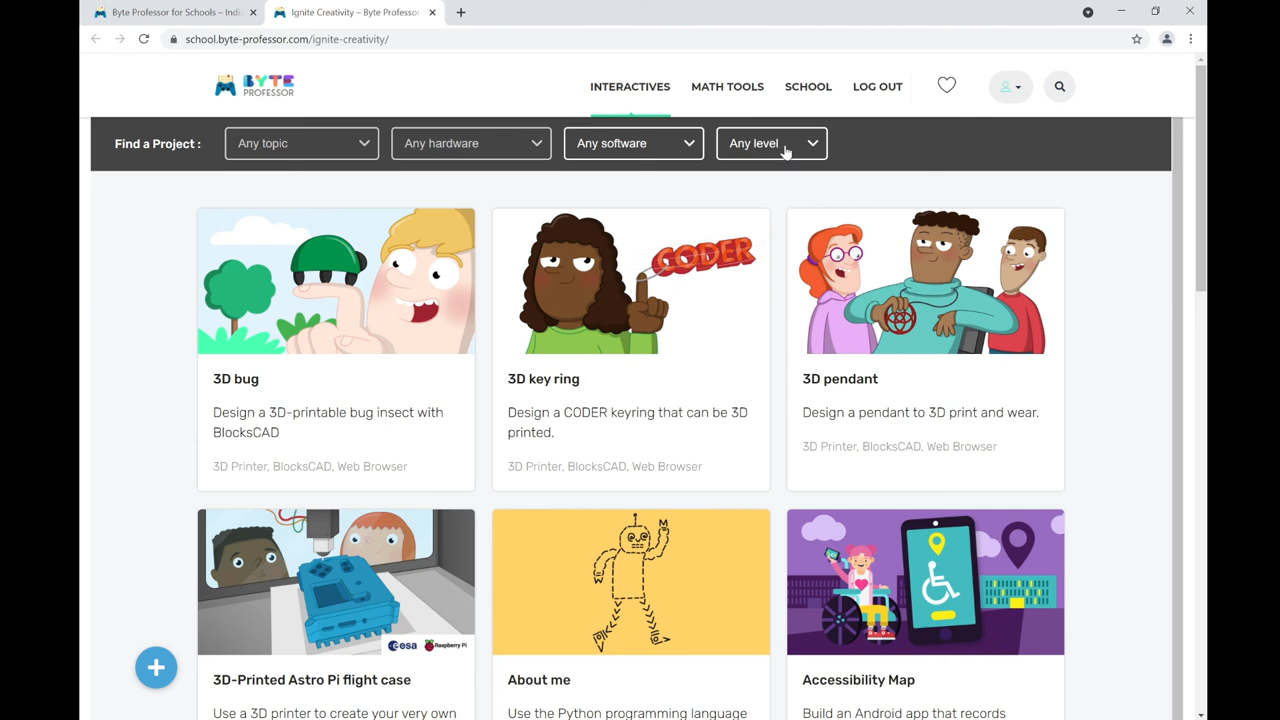 Byte Professor for Schools – Indi
Ignite Creativity – Byte Professor
school.byte-professor.com/ignite-creativity/
BYTE
PROFESSOR
INTERACTIVES
MATH TOOLS
SCHOOL
LOG OUT
Find a Project :
Any topic
Any hardware
Any software
Any level
CODER
3D bug
Design a 3D-printable bug insect with
BlocksCAD
3D Printer, BlocksCAD, Web Browser
3D key ring
Design a CODER keyring that can be 3D
printed.
3D Printer, BlocksCAD, Web Browser
3D pendant
Design a pendant to 3D print and wear.
3D Printer, BlocksCAD, Web Browser
esa
Raspberry Pi
3D-Printed Astro Pi flight case
Use a 3D printer to create your very own
About me
Use the Python programming language
Accessibility Map
Build an Android app that records